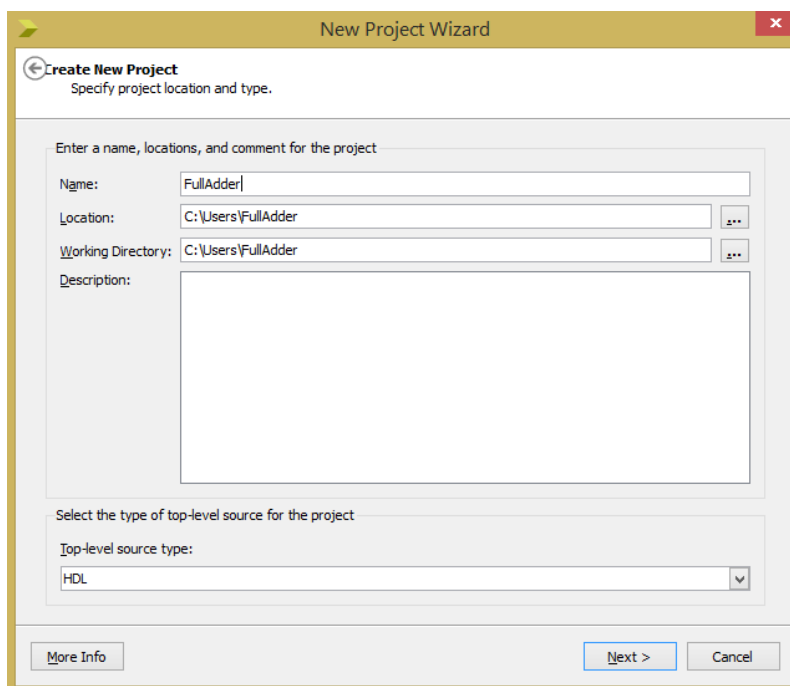 New Project Wizard
Create New Project
Specify project location and type.
Enter a name, locations, and comment for the project
Name: FullAdder
Location: C:\Users\FullAdder ...
Working Directory: C:\Users\FullAdder ...
Description:
Select the type of top-level source for the project
Top-level source type:
HDL
More Info Next > Cancel